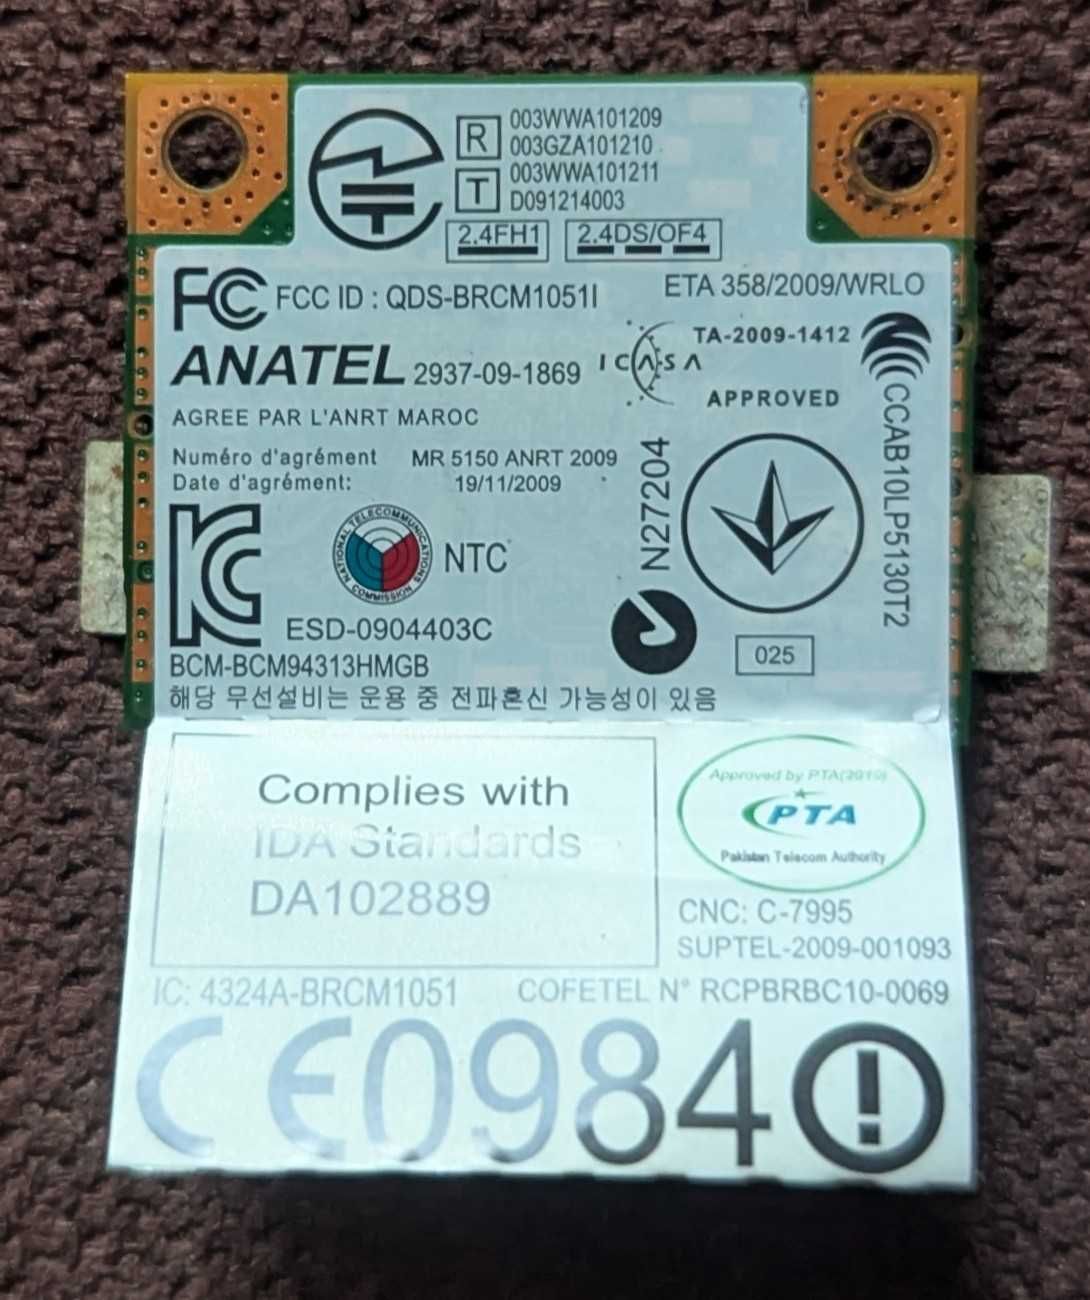 R 003WWA101209
003GZA101210
T 003WWA101211
D091214003
2.4FH1 2.4DS/OF4
FC FCC ID : QDS-BRCM1051I
ETA 358/2009/WRLO
ANATEL 2937-09-1869
ICASA TA-2009-1412
APPROVED
AGREE PAR L'ANRT MAROC
Numéro d'agrément MR 5150 ANRT 2009
Date d'agrément: 19/11/2009
N27204
CCAB10LP5130T2
NATIONAL TELECOMMUNICATIONS COMMISSION
NTC
ESD-0904403C
025
BCM-BCM94313HMGB
해당 무선설비는 운용 중 전파혼신 가능성이 있음
Complies with
IDA Standards
DA102889
Approved by PTA(2010)
PTA
Pakistan Telecom Authority
CNC: C-7995
SUPTEL-2009-001093
IC: 4324A-BRCM1051 COFETEL N° RCPBRBC10-0069
CE0984!